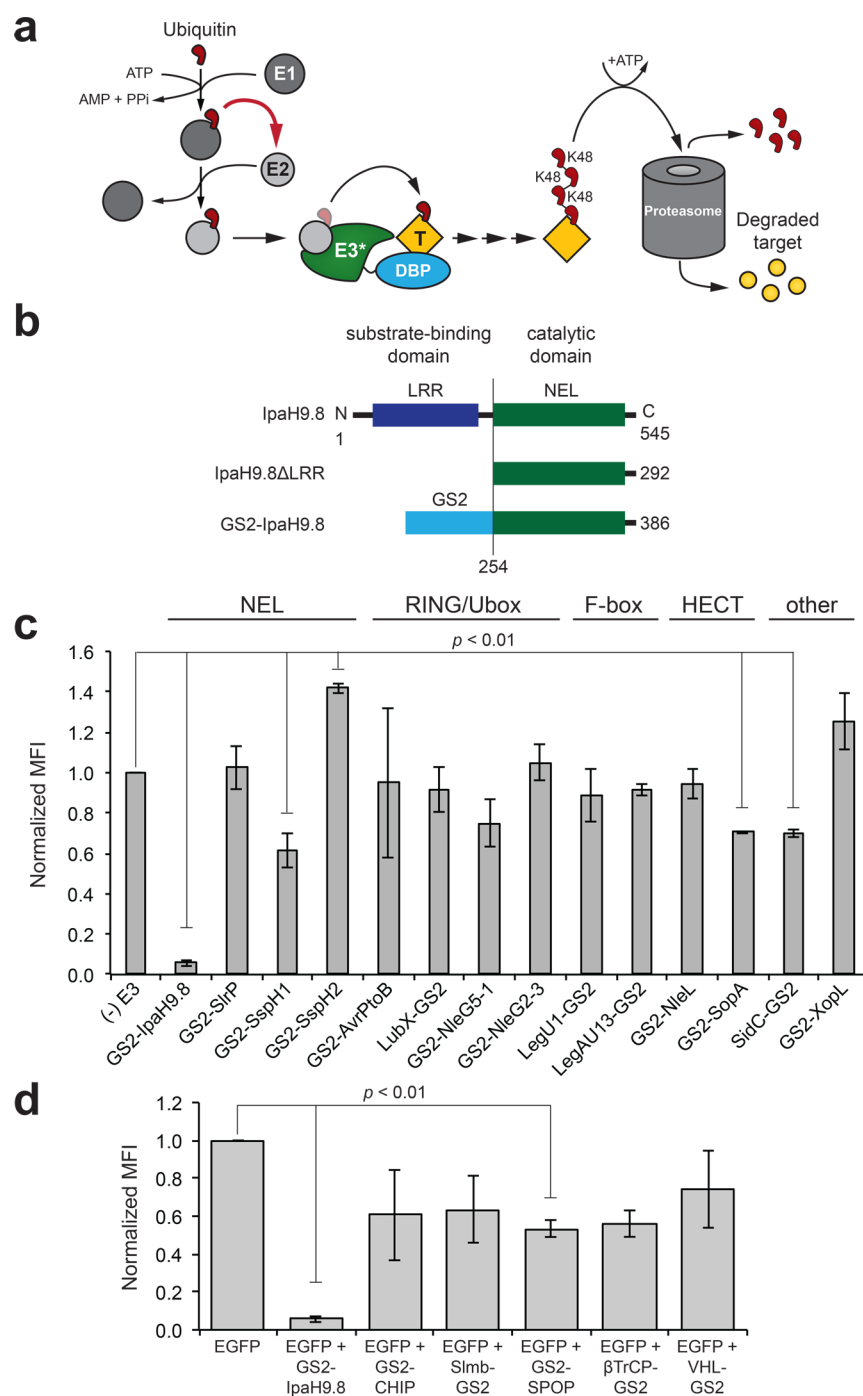 a
Ubiquitin
ATP
E1
AMP + PPi
E2
E3*
T
DBP
K48
K48
K48
+ATP
Proteasome
Degraded
target
b
substrate-binding
domain
catalytic
domain
LRR
NEL
IpaH9.8
N
C
1
545
IpaH9.8ΔLRR
292
GS2
GS2-IpaH9.8
386
254
c
NEL
RING/Ubox
F-box
HECT
other
p < 0.01
Normalized MFI
1.6
1.4
1.2
1.0
0.8
0.6
0.4
0.2
0.0
(-) E3
GS2-IpaH9.8
GS2-SlrP
GS2-SspH1
GS2-SspH2
GS2-AvrPtoB
LubX-GS2
GS2-NleG5-1
GS2-NleG2-3
LegU1-GS2
LegAU13-GS2
GS2-NleL
GS2-SopA
SidC-GS2
GS2-XopL
d
p < 0.01
Normalized MFI
1.2
1.0
0.8
0.6
0.4
0.2
0.0
EGFP
EGFP +
GS2-
IpaH9.8
EGFP +
GS2-
CHIP
EGFP +
Slmb-
GS2
EGFP +
GS2-
SPOP
EGFP +
βTrCP-
GS2
EGFP +
VHL-
GS2